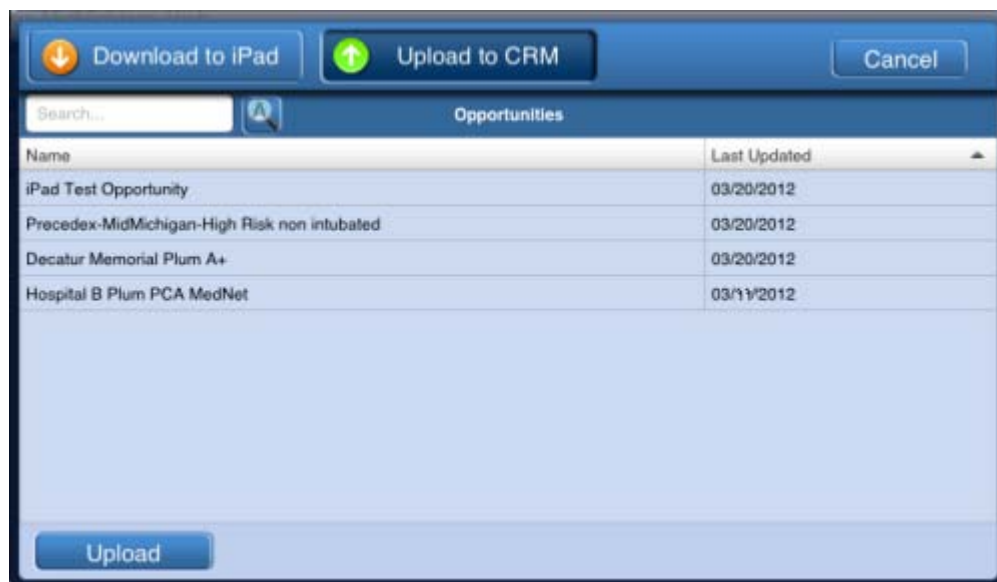 Download to iPad Upload to CRM Cancel
Search... Opportunities
Name Last Updated
iPad Test Opportunity 03/20/2012
Precedex-MidMichigan-High Risk non intubated 03/20/2012
Decatur Memorial Plum A+ 03/20/2012
Hospital B Plum PCA MedNet
Upload